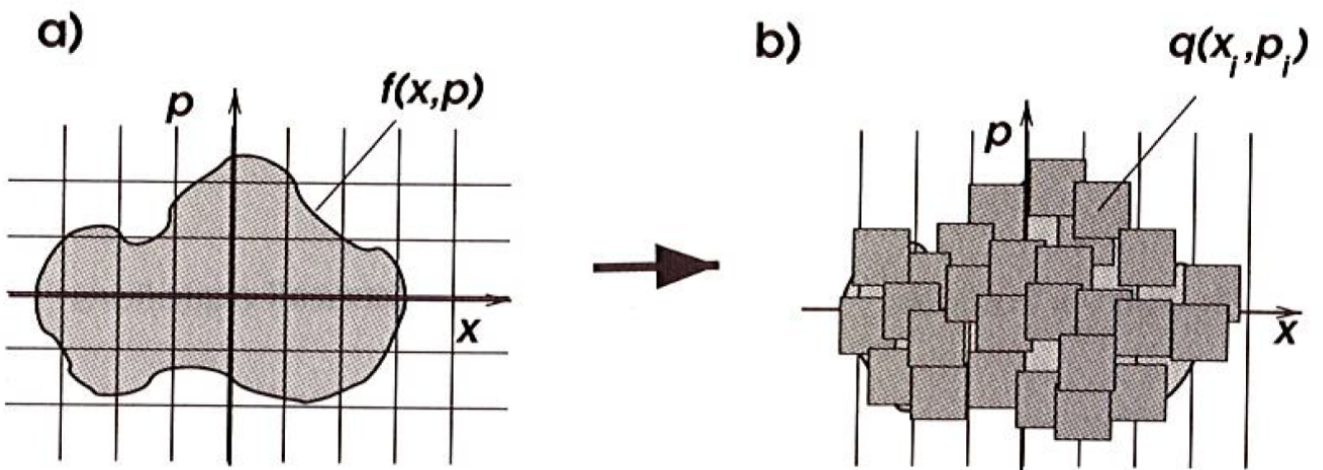 a)
p
f(x,p)
x
b)
q(x_i,p_i)
p
x